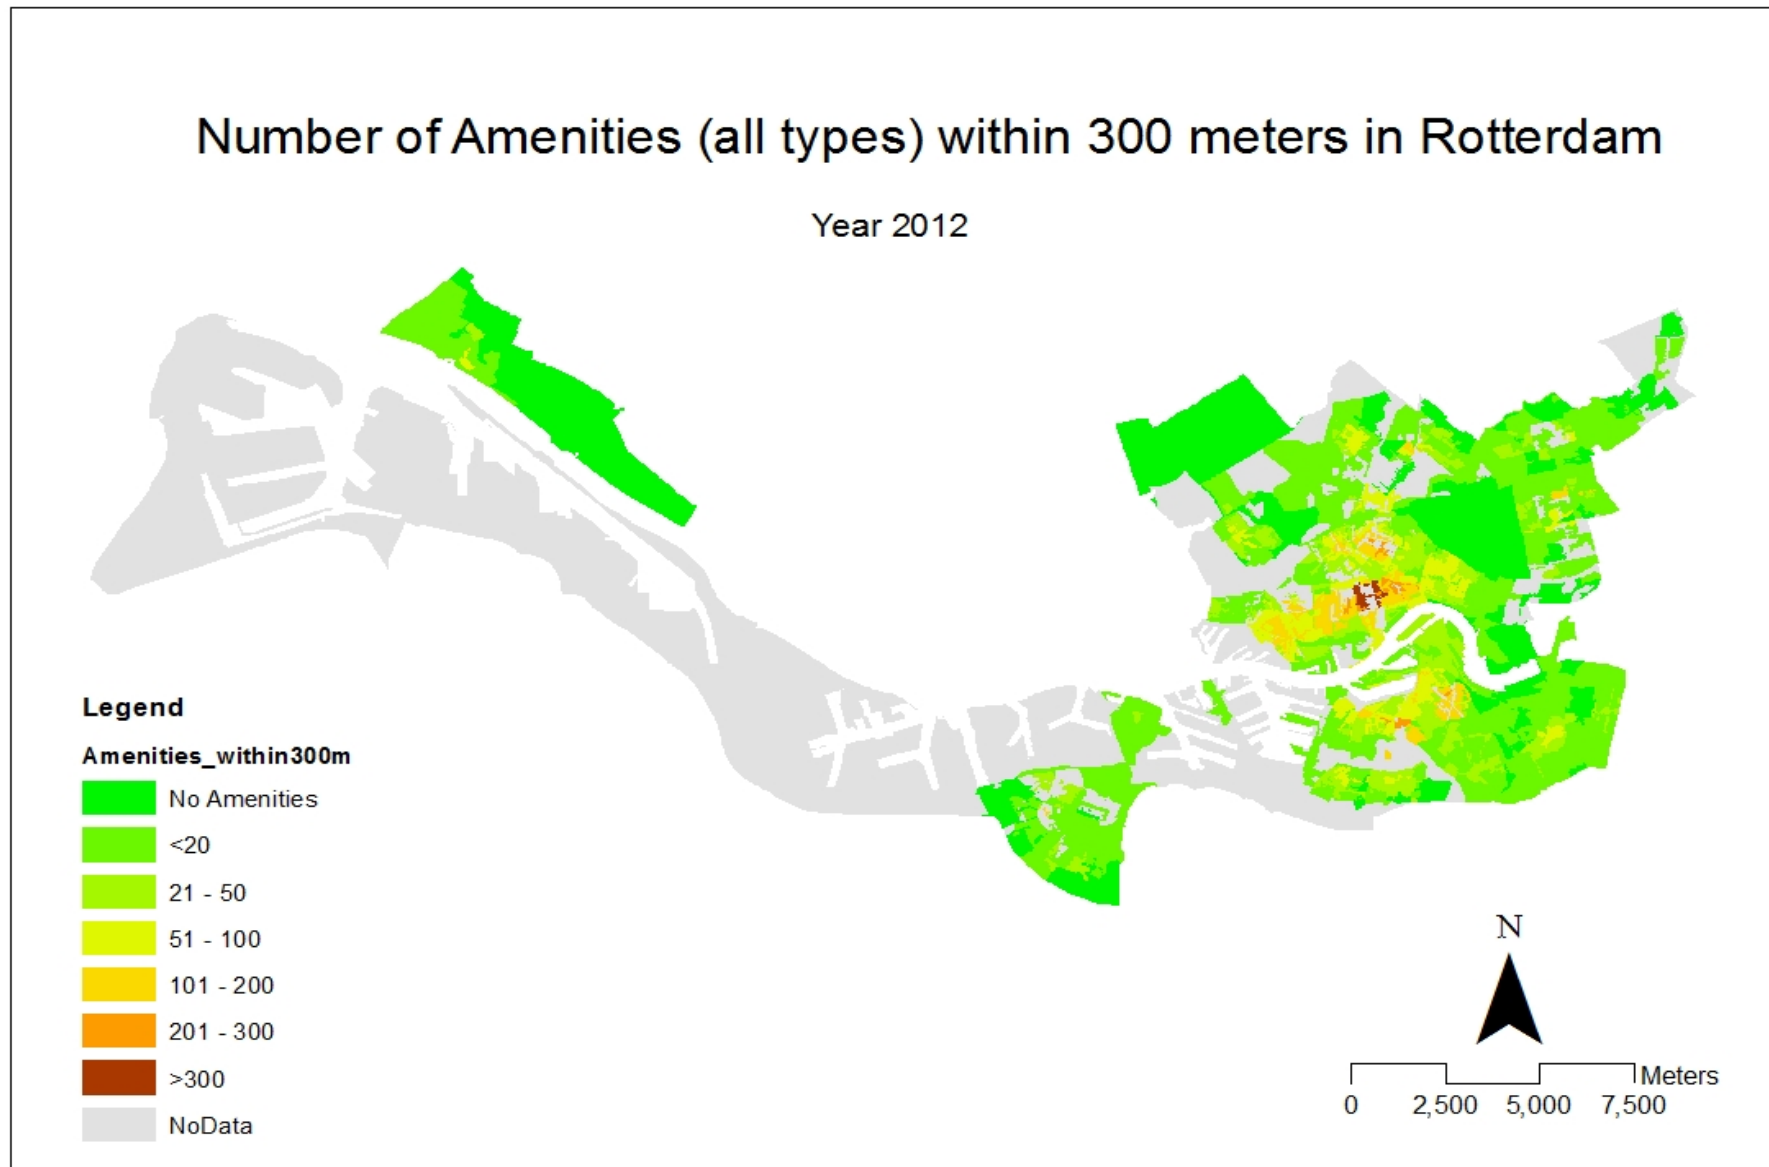 Number of Amenities (all types) within 300 meters in Rotterdam
Year 2012
Legend
Amenities_within300m
No Amenities
<20
21 - 50
51 - 100
101 - 200
201 - 300
>300
NoData
N
Meters
0 2,500 5,000 7,500